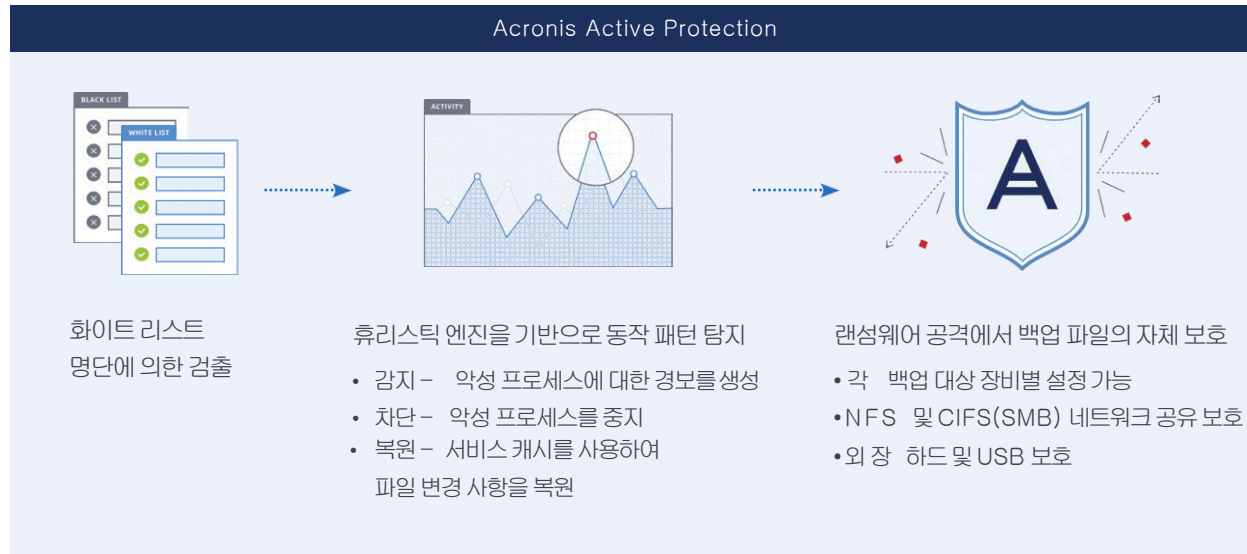 Acronis Active Protection
BLACK LIST
WHITE LIST
화이트 리스트
명단에 의한 검출
ACTIVITY
휴리스틱 엔진을 기반으로 동작 패턴 탐지
• 감지 – 악성 프로세스에 대한 경보를 생성
• 차단 – 악성 프로세스를 중지
• 복원 – 서비스 캐시를 사용하여
파일 변경 사항을 복원
A
랜섬웨어 공격에서 백업 파일의 자체 보호
• 각 백업 대상 장비별 설정 가능
• NFS 및 CIFS(SMB) 네트워크 공유 보호
• 외장 하드 및 USB 보호